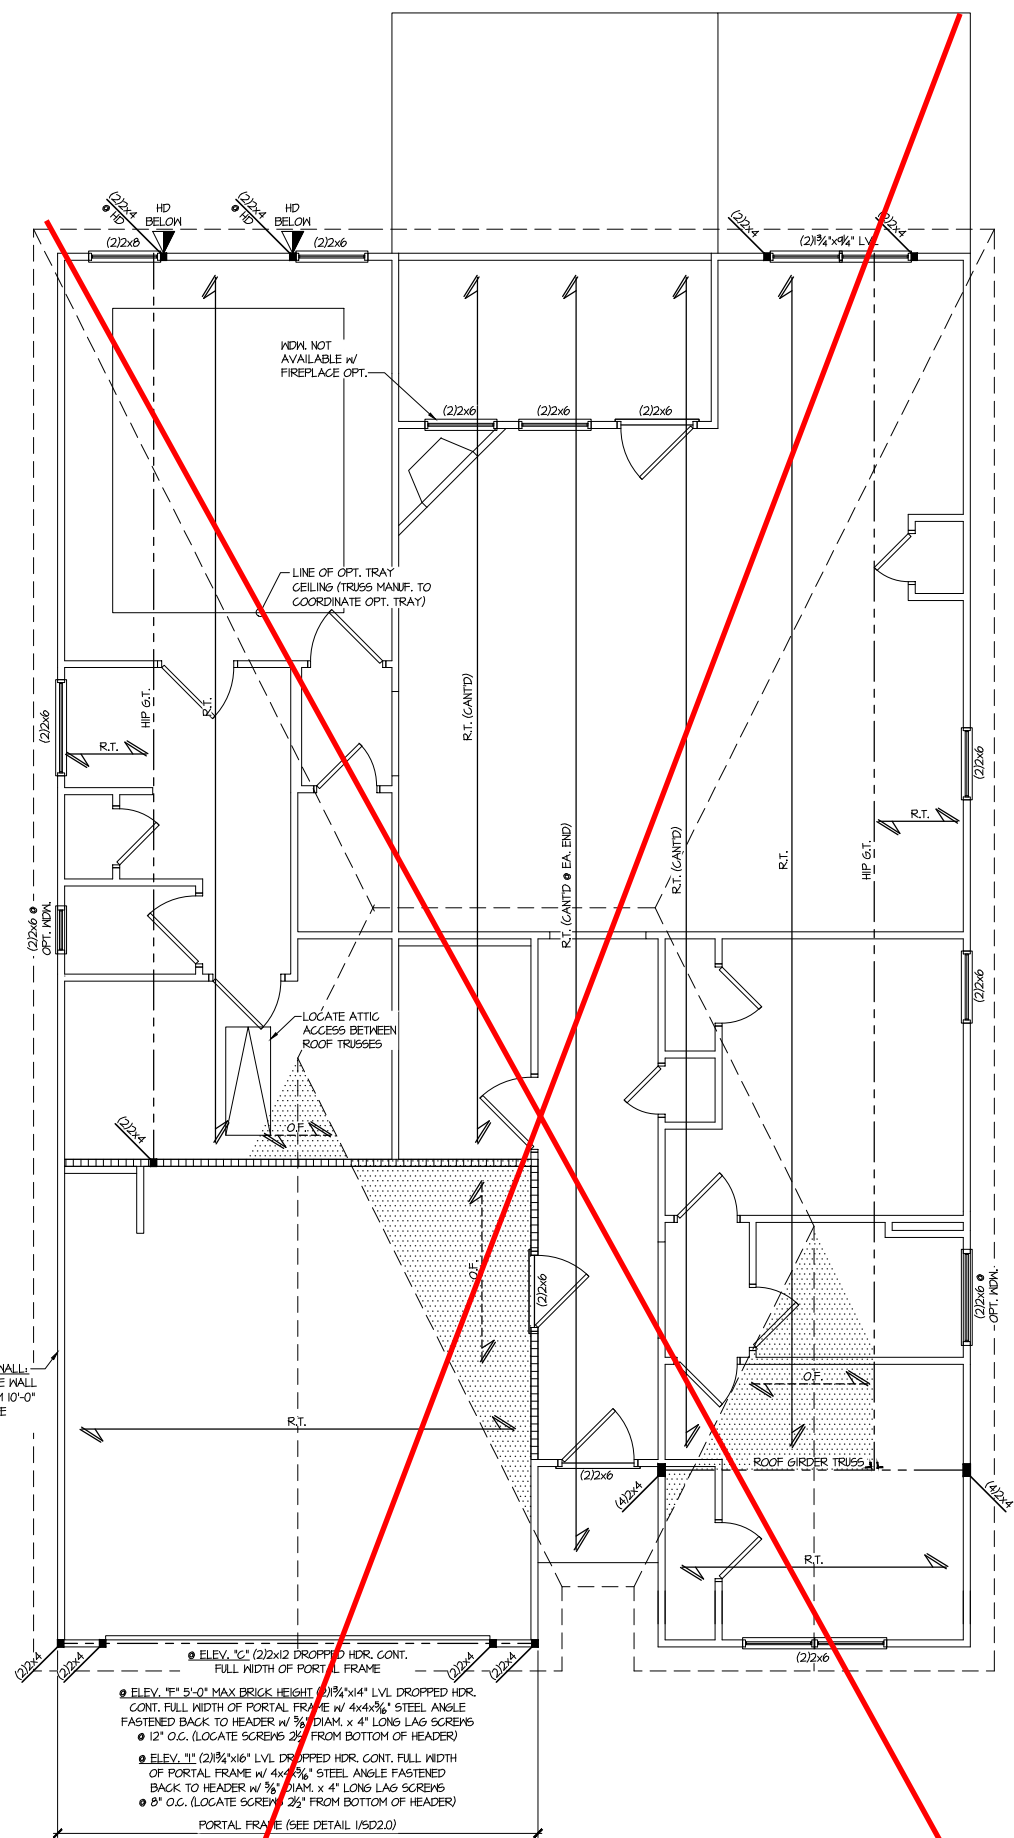 (2)2x4
@ HD
HD
BELOW
(2)2x4
@ HD
HD
BELOW
(2)2x4
(2)2x4
(2)2x8
(2)2x6
(2)1¾"x9¼" LVL
WDW. NOT
AVAILABLE w/
FIREPLACE OPT.
(2)2x6
(2)2x6
(2)2x6
LINE OF OPT. TRAY
CEILING (TRUSS MANUF. TO
COORDINATE OPT. TRAY)
(2)2x6
R.T.
HIP G.T.
R.T.
R.T. (CANT'D)
R.T. (CANT'D @ EA. END)
R.T. (CANT'D)
R.T.
HIP G.T.
R.T.
(2)2x6
(2)2x6 @
OPT. WDW.
(2)2x6
LOCATE ATTIC
ACCESS BETWEEN
ROOF TRUSSES
O.F.
(2)2x4
O.F.
(2)2x6
(2)2x6 @
OPT. WDW.
WALL:
E WALL
M 10'-0"
E
O.F.
R.T.
ROOF GIRDER TRUSS
(2)2x6
(4)2x4
(4)2x4
R.T.
(2)2x4
(2)2x4
(2)2x4
(2)2x4
(2)2x6
@ ELEV. "C" (2)2x12 DROPPED HDR. CONT.
FULL WIDTH OF PORTAL FRAME
@ ELEV. "F" 5'-0" MAX BRICK HEIGHT (2)1¾"x14" LVL DROPPED HDR.
CONT. FULL WIDTH OF PORTAL FRAME w/ 4x4x5/16" STEEL ANGLE
FASTENED BACK TO HEADER w/ ⅝" DIAM. x 4" LONG LAG SCREWS
@ 12" O.C. (LOCATE SCREWS 2½" FROM BOTTOM OF HEADER)
@ ELEV. "I" (2)1¾"x16" LVL DROPPED HDR. CONT. FULL WIDTH
OF PORTAL FRAME w/ 4x4x5/16" STEEL ANGLE FASTENED
BACK TO HEADER w/ ⅝" DIAM. x 4" LONG LAG SCREWS
@ 8" O.C. (LOCATE SCREWS 2½" FROM BOTTOM OF HEADER)
PORTAL FRAME (SEE DETAIL 1/SD2.0)